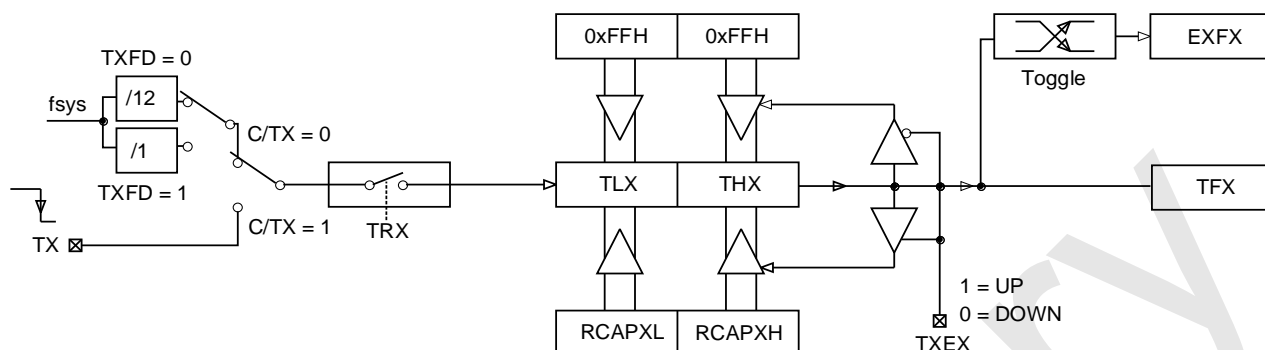 0xFFH 0xFFH EXFX
Toggle
TXFD = 0
fsys /12
C/TX = 0
/1
TXFD = 1
TLX THX TFX
C/TX = 1
TRX
TX
1 = UP
0 = DOWN
RCAPXL RCAPXH
TXEX
ry